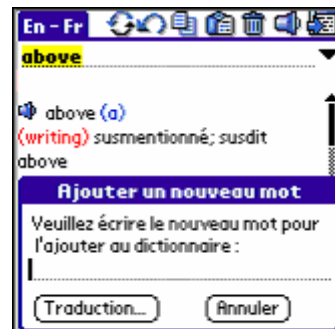 En - Fr
above
above (a)
(writing) susmentionné; susdit
above
Ajouter un nouveau mot
Veuillez écrire le nouveau mot pour
l'ajouter au dictionnaire :
Traduction... Annuler